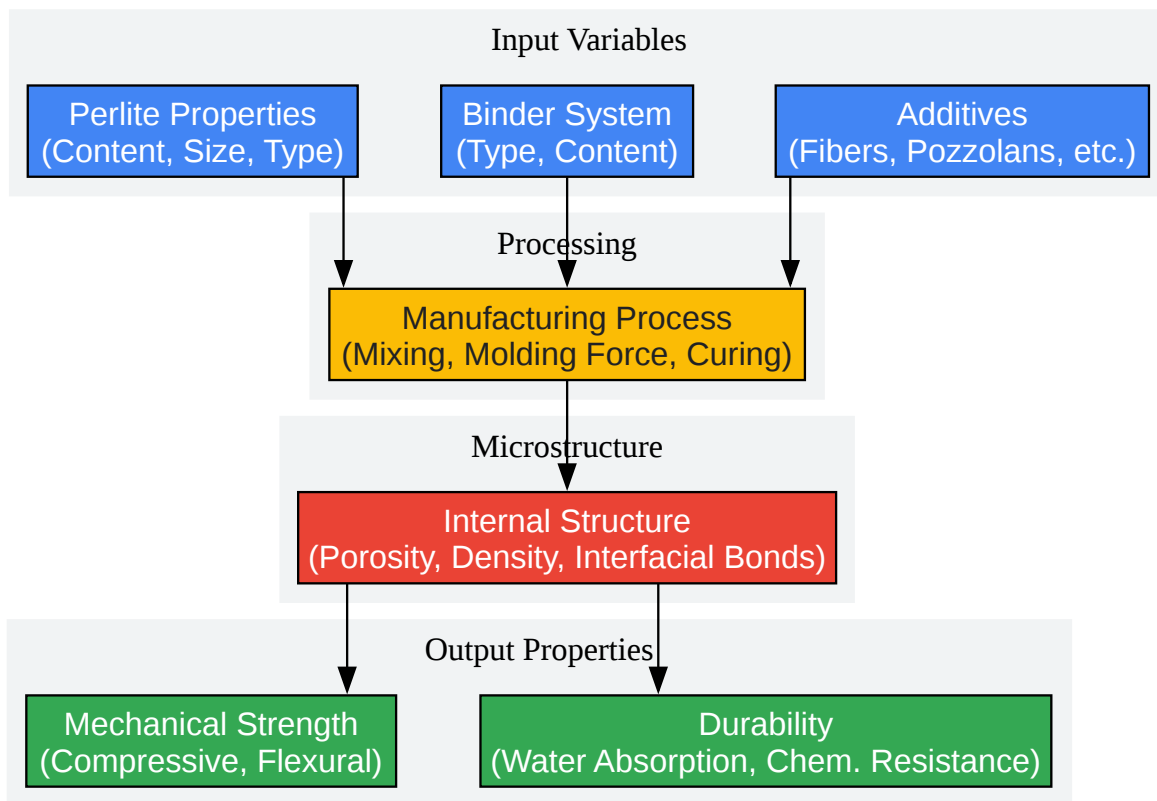 Input Variables
Perlite Properties
(Content, Size, Type)
Binder System
(Type, Content)
Additives
(Fibers, Pozzolans, etc.)
Processing
Manufacturing Process
(Mixing, Molding Force, Curing)
Microstructure
Internal Structure
(Porosity, Density, Interfacial Bonds)
Output Properties
Mechanical Strength
(Compressive, Flexural)
Durability
(Water Absorption, Chem. Resistance)